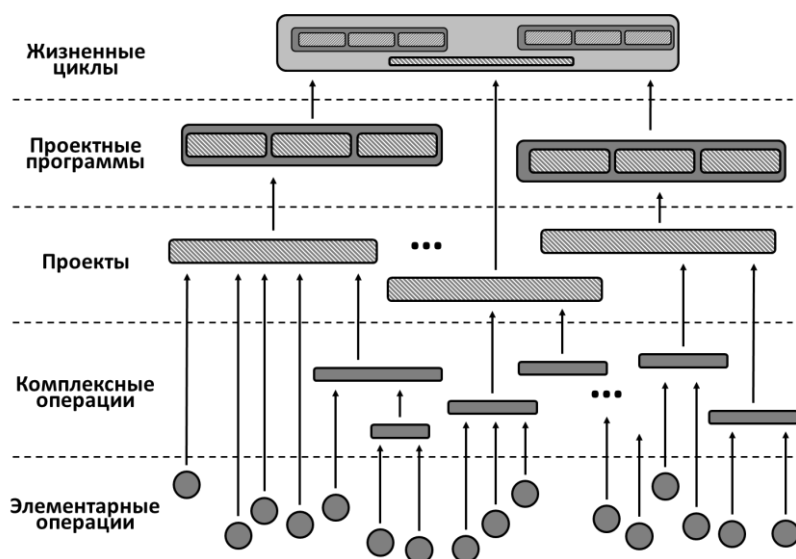 Жизненные
циклы
Проектные
программы
Проекты
Комплексные
операции
Элементарные
операции